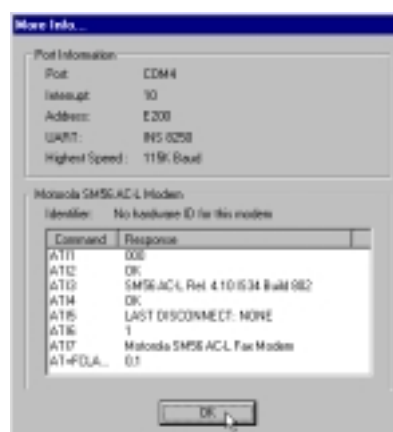 More Info...
Port Information
Port: COM4
Interrupt: 10
Address: E200
UART: INS 8250
Highest Speed: 115K Baud
Motorola SM56 AC-L Modem
Identifier: No hardware ID for this modem
Command Response
ATI1 000
ATI2 OK
ATI3 SM56 AC-L Rel. 4.10 Build 802
ATI4 OK
ATI5 LAST DISCONNECT: NONE
ATI6 1
ATI7 Motorola SM56 AC-L Fax Modem
AT+FCLA... 0,1
OK